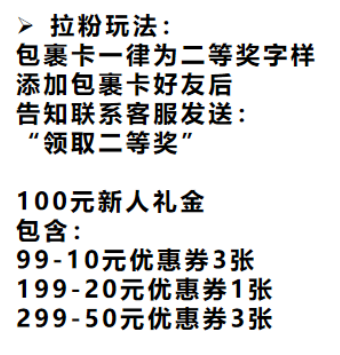 ➢ 拉粉玩法：
包裹卡一律为二等奖字样
添加包裹卡好友后
告知联系客服发送：
“领取二等奖”
100元新人礼金
包含：
99-10元优惠券3张
199-20元优惠券1张
299-50元优惠券3张